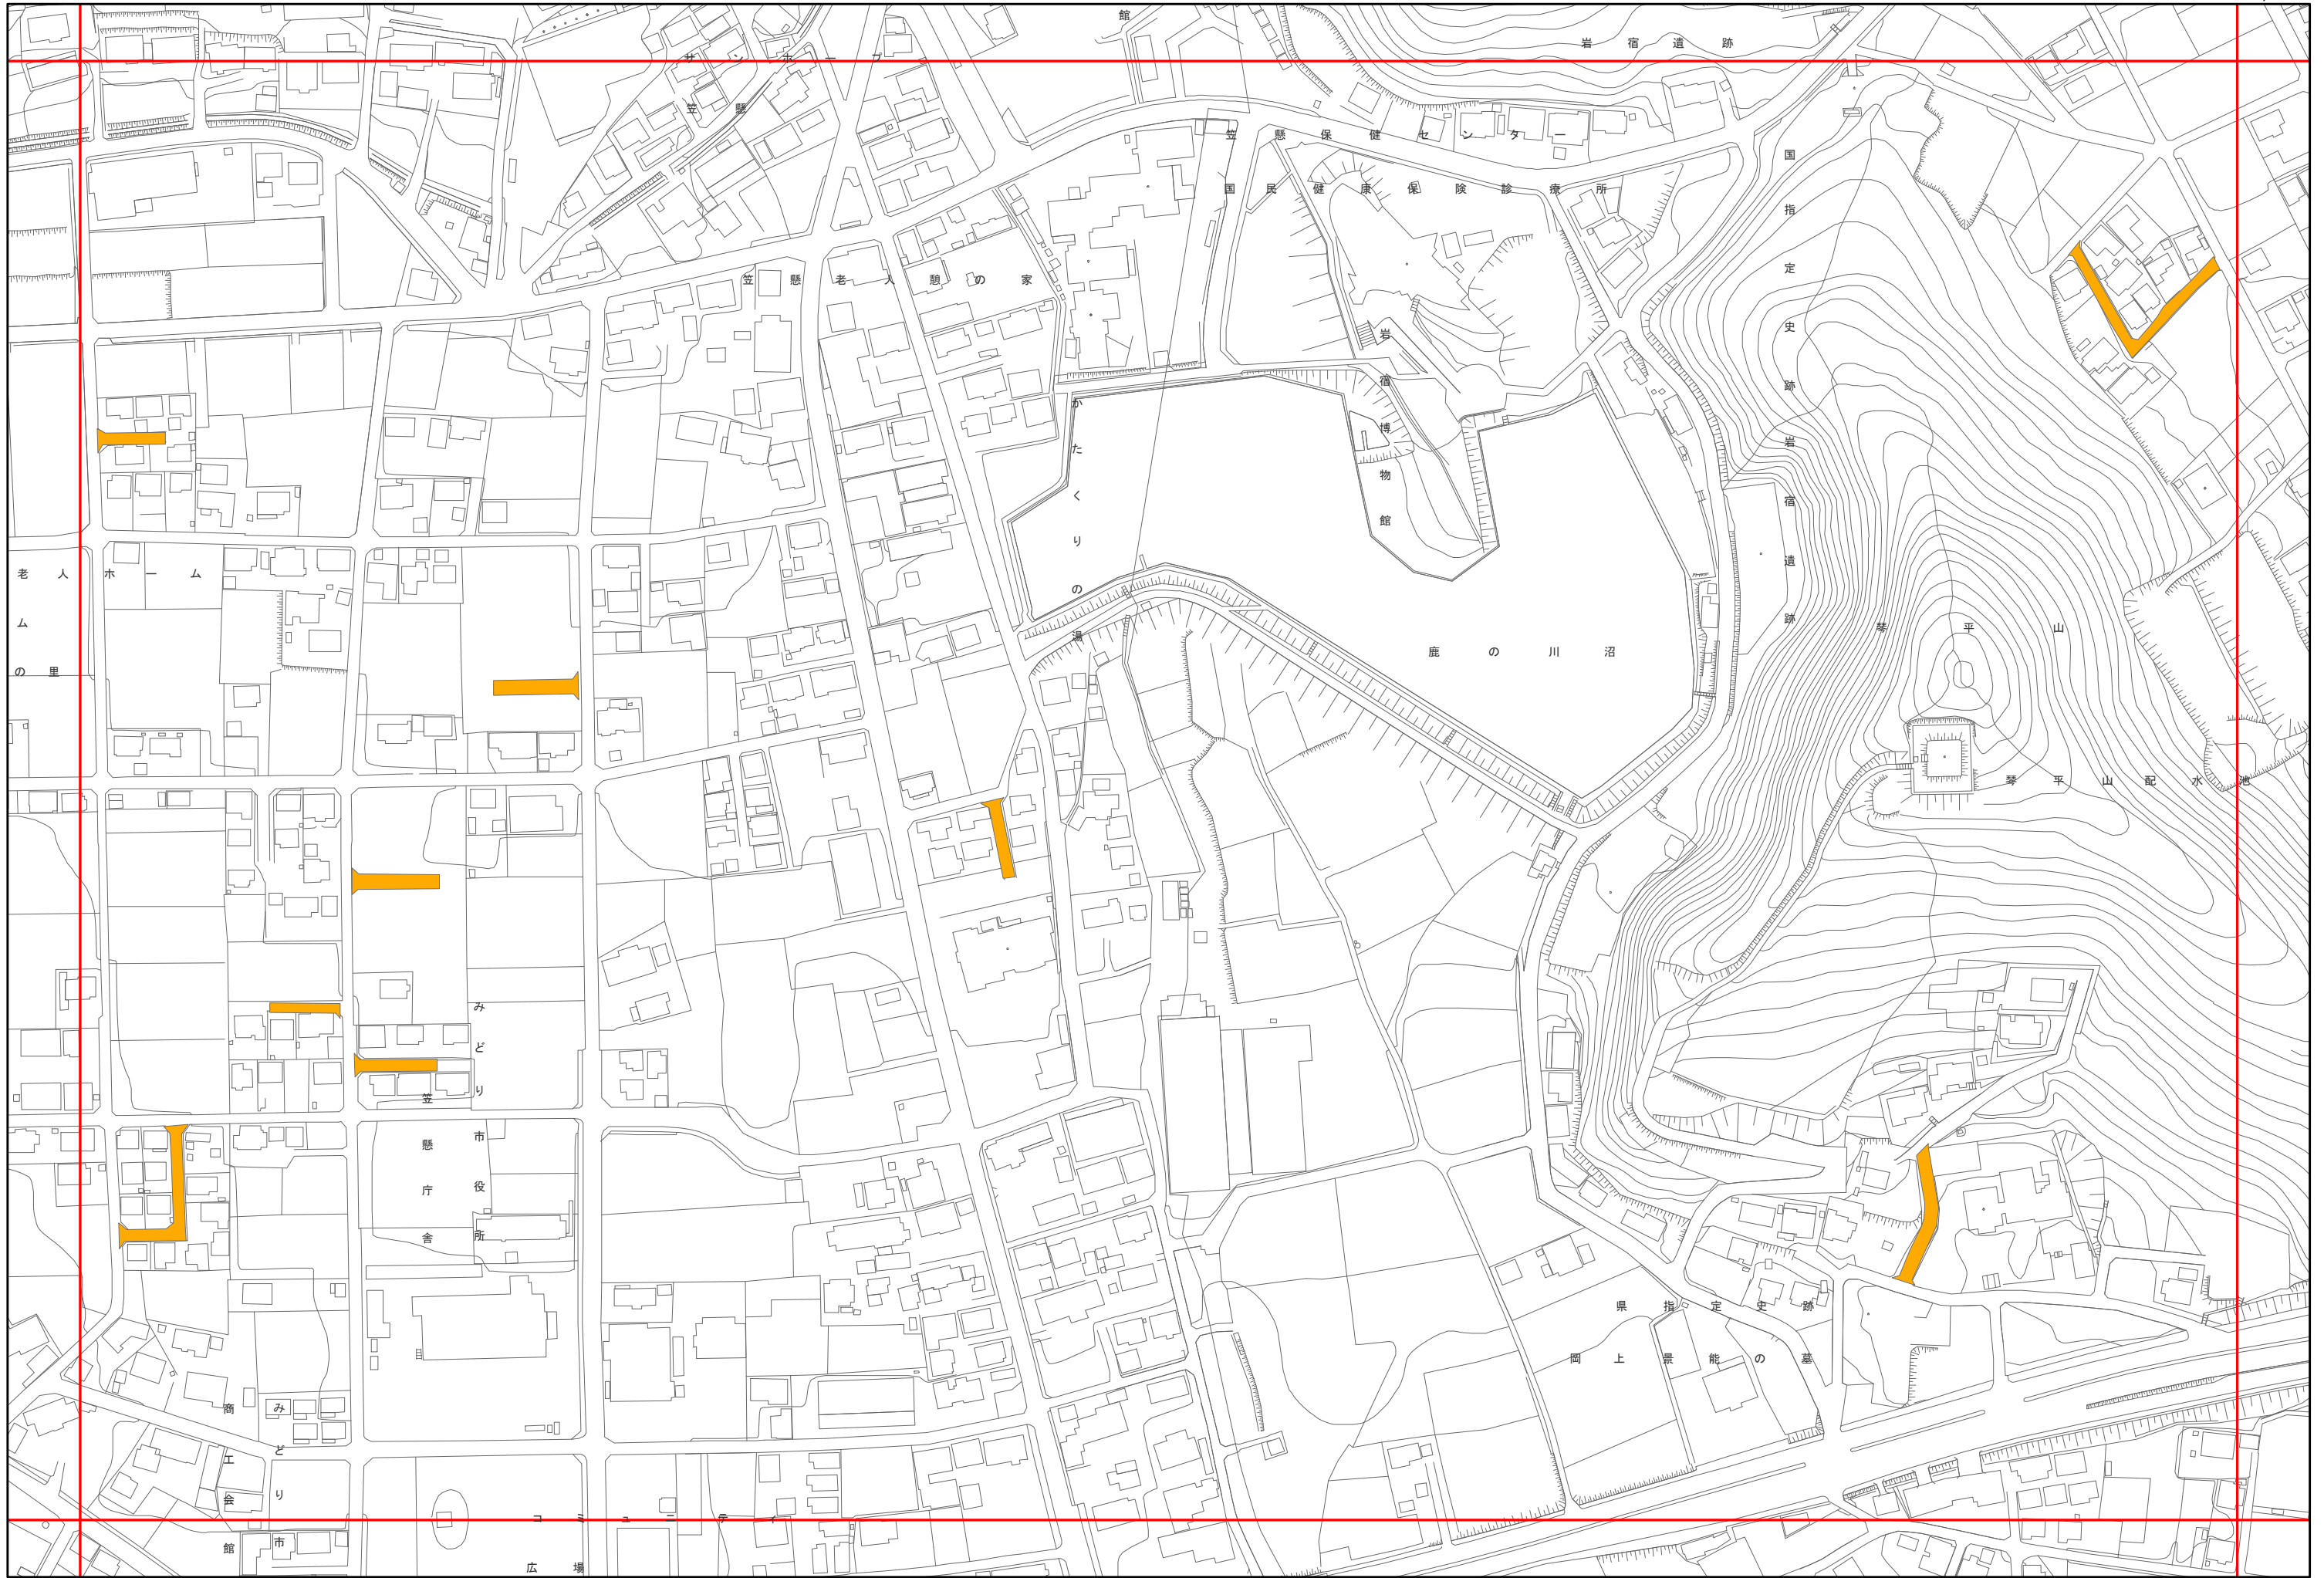 館
岩宿遺跡
サンホープ
笠懸
笠懸保健センター
国民健康保険診療所
国指定史跡岩宿遺跡
笠懸老人憩の家
岩宿博物館
かたくりの湯
老人ホーム
ム
の里
鹿の川沼
琴平山
琴平山配水池
みどり市役所
笠懸庁舎
県指定史跡
岡上景能の墓
商工会館
みどり市
コミュニティ
広場